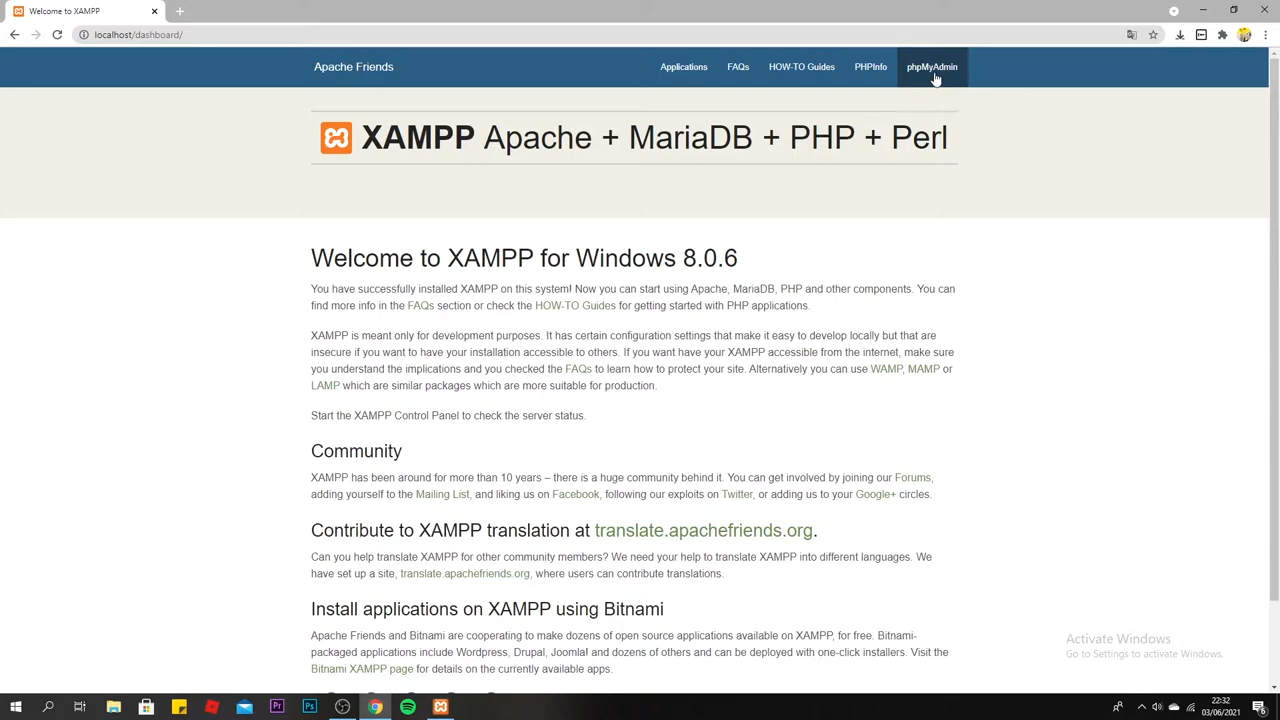 Welcome to XAMPP
localhost/dashboard/
Apache Friends
Applications
FAQs
HOW-TO Guides
PHPInfo
phpMyAdmin
XAMPP Apache + MariaDB + PHP + Perl
Welcome to XAMPP for Windows 8.0.6
You have successfully installed XAMPP on this system! Now you can start using Apache, MariaDB, PHP and other components. You can
find more info in the FAQs section or check the HOW-TO Guides for getting started with PHP applications.
XAMPP is meant only for development purposes. It has certain configuration settings that make it easy to develop locally but that are
insecure if you want to have your installation accessible to others. If you want have your XAMPP accessible from the internet, make sure
you understand the implications and you checked the FAQs to learn how to protect your site. Alternatively you can use WAMP, MAMP or
LAMP which are similar packages which are more suitable for production.
Start the XAMPP Control Panel to check the server status.
Community
XAMPP has been around for more than 10 years – there is a huge community behind it. You can get involved by joining our Forums,
adding yourself to the Mailing List, and liking us on Facebook, following our exploits on Twitter, or adding us to your Google+ circles.
Contribute to XAMPP translation at translate.apachefriends.org.
Can you help translate XAMPP for other community members? We need your help to translate XAMPP into different languages. We
have set up a site, translate.apachefriends.org, where users can contribute translations.
Install applications on XAMPP using Bitnami
Apache Friends and Bitnami are cooperating to make dozens of open source applications available on XAMPP, for free. Bitnami-
packaged applications include Wordpress, Drupal, Joomla! and dozens of others and can be deployed with one-click installers. Visit the
Bitnami XAMPP page for details on the currently available apps.
Activate Windows
Go to Settings to activate Windows.
Pr
Ps
22:32
03/06/2021
6